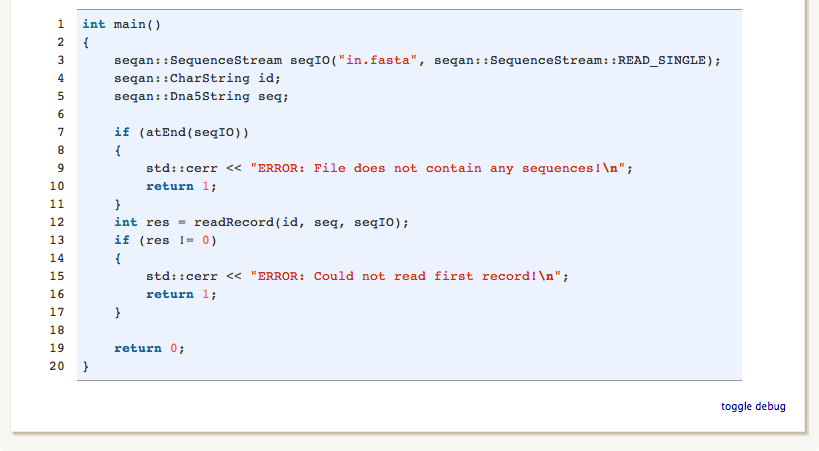 1 int main()
2 {
3     seqan::SequenceStream seqIO("in.fasta", seqan::SequenceStream::READ_SINGLE);
4     seqan::CharString id;
5     seqan::Dna5String seq;
6
7     if (atEnd(seqIO))
8     {
9         std::cerr << "ERROR: File does not contain any sequences!\n";
10         return 1;
11     }
12     int res = readRecord(id, seq, seqIO);
13     if (res != 0)
14     {
15         std::cerr << "ERROR: Could not read first record!\n";
16         return 1;
17     }
18
19     return 0;
20 }
toggle debug